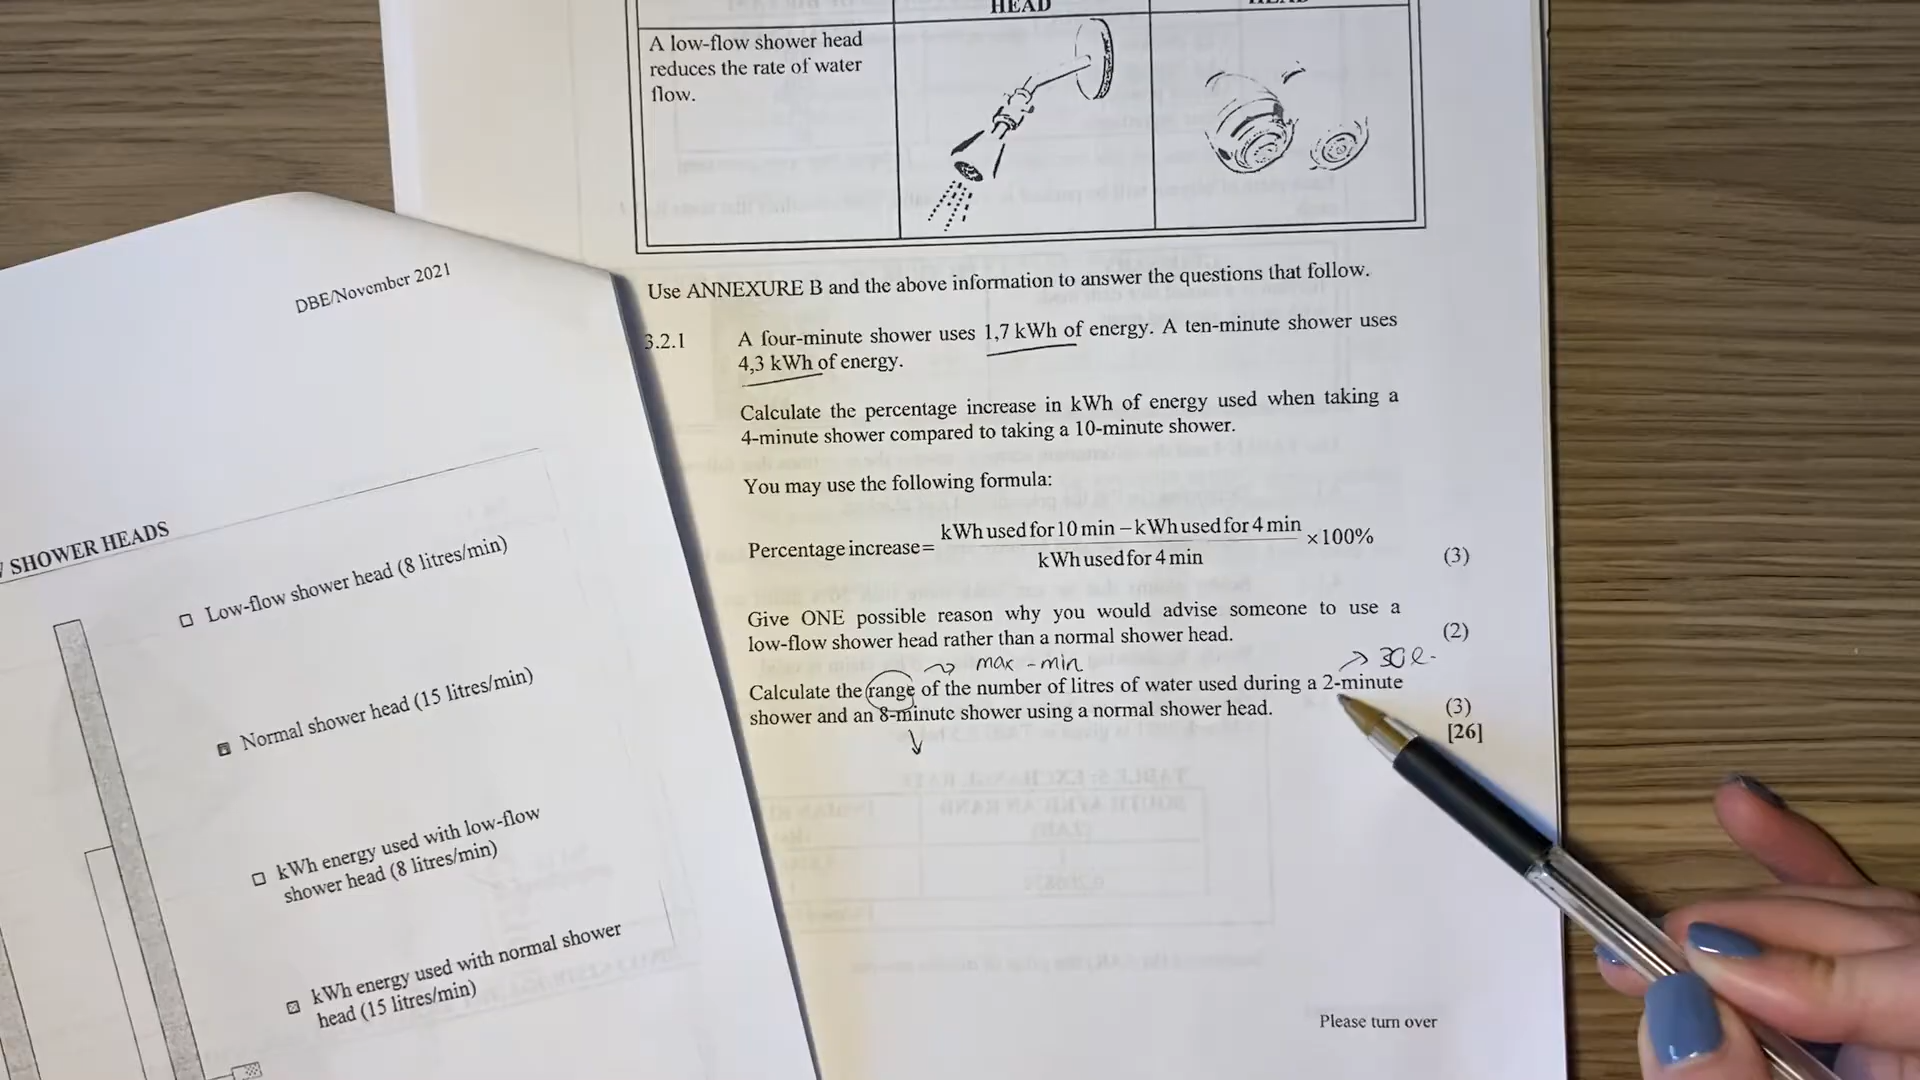 HEAD
A low-flow shower head
reduces the rate of water
flow.
DBE/November 2021
SHOWER HEADS
Low-flow shower head (8 litres/min)
Normal shower head (15 litres/min)
kWh energy used with low-flow
shower head (8 litres/min)
kWh energy used with normal shower
head (15 litres/min)
Use ANNEXURE B and the above information to answer the questions that follow.
3.2.1 A four-minute shower uses 1,7 kWh of energy. A ten-minute shower uses
4,3 kWh of energy.
Calculate the percentage increase in kWh of energy used when taking a
4-minute shower compared to taking a 10-minute shower.
You may use the following formula:
Percentage increase= kWh used for 10 min – kWh used for 4 min ×100%
kWh used for 4 min
(3)
Give ONE possible reason why you would advise someone to use a
low-flow shower head rather than a normal shower head. (2)
max - min
30 l
Calculate the range of the number of litres of water used during a 2-minute
shower and an 8-minute shower using a normal shower head. (3)
[26]
Please turn over